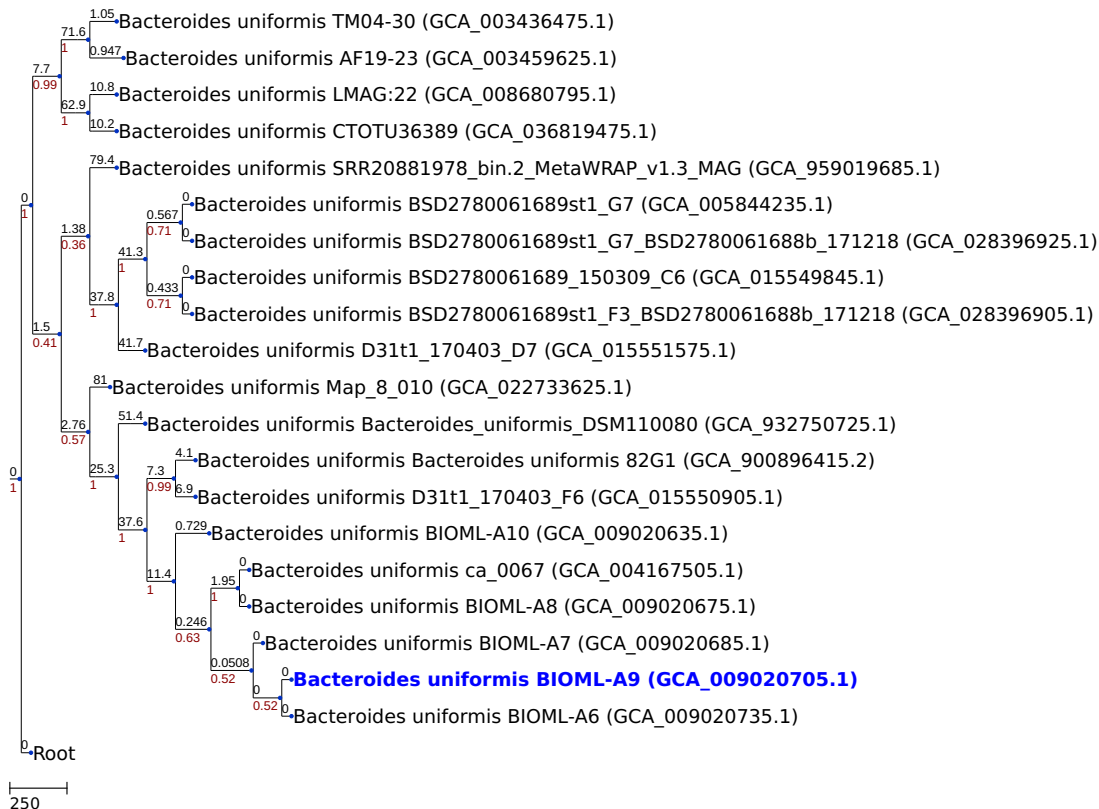 1.05
Bacteroides uniformis TM04-30 (GCA_003436475.1)
71.6
1
0.947
Bacteroides uniformis AF19-23 (GCA_003459625.1)
7.7
0.99
10.8
Bacteroides uniformis LMAG:22 (GCA_008680795.1)
62.9
1
10.2
Bacteroides uniformis CTOTU36389 (GCA_036819475.1)
79.4
Bacteroides uniformis SRR20881978_bin.2_MetaWRAP_v1.3_MAG (GCA_959019685.1)
0
1
0
Bacteroides uniformis BSD2780061689st1_G7 (GCA_005844235.1)
0.567
0.71
1.38
0.36
0
Bacteroides uniformis BSD2780061689st1_G7_BSD2780061688b_171218 (GCA_028396925.1)
41.3
1
0
Bacteroides uniformis BSD2780061689_150309_C6 (GCA_015549845.1)
0.433
0.71
37.8
1
0
Bacteroides uniformis BSD2780061689st1_F3_BSD2780061688b_171218 (GCA_028396905.1)
1.5
0.41
41.7
Bacteroides uniformis D31t1_170403_D7 (GCA_015551575.1)
81
Bacteroides uniformis Map_8_010 (GCA_022733625.1)
51.4
Bacteroides uniformis Bacteroides_uniformis_DSM110080 (GCA_932750725.1)
2.76
0.57
4.1
Bacteroides uniformis Bacteroides uniformis 82G1 (GCA_900896415.2)
0
1
25.3
1
7.3
0.99
6.9
Bacteroides uniformis D31t1_170403_F6 (GCA_015550905.1)
37.6
1
0.729
Bacteroides uniformis BIOML-A10 (GCA_009020635.1)
11.4
1
0
Bacteroides uniformis ca_0067 (GCA_004167505.1)
1.95
1
0
Bacteroides uniformis BIOML-A8 (GCA_009020675.1)
0.246
0.63
0
Bacteroides uniformis BIOML-A7 (GCA_009020685.1)
0.0508
0.52
0
Bacteroides uniformis BIOML-A9 (GCA_009020705.1)
0
0.52
0
Bacteroides uniformis BIOML-A6 (GCA_009020735.1)
0
Root
250